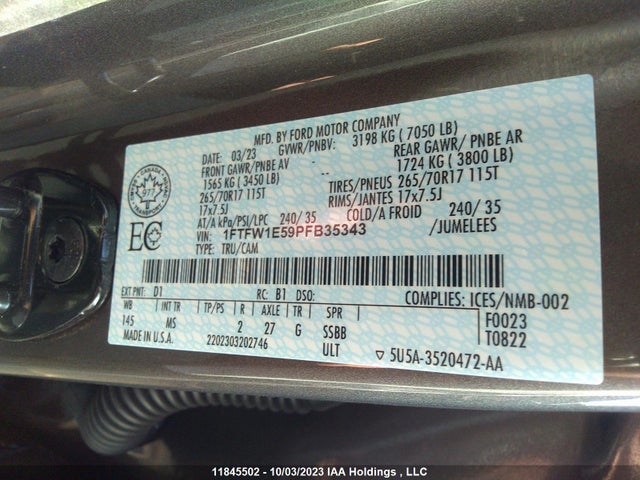 MFD. BY FORD MOTOR COMPANY
DATE: 03/23 GVWR/PNBV: 3198 KG ( 7050 LB)
FRONT GAWR/ PNBE AV REAR GAWR/ PNBE AR
1565 KG ( 3450 LB) 1724 KG ( 3800 LB)
265/70R17 115T TIRES/PNEUS 265/70R17 115T
17x7.5J RIMS/JANTES 17x7.5J
AT/A kPa/PSI/LPC 240/ 35 COLD/A FROID 240/ 35
VIN: 1FTFW1E59PFB35343 /JUMELEES
TYPE: TRU/CAM
CANADA
977
TRANSPORT
EC
EXT PNT: D1 RC: B1 DSO: COMPLIES: ICES/NMB-002
WB INT TR TP/PS R AXLE TR SPR F0023
145 MS 2 27 G SSBB T0822
MADE IN U.S.A. 2202303202746 ULT ▽ 5U5A-3520472-AA
11845502 - 10/03/2023 IAA Holdings , LLC